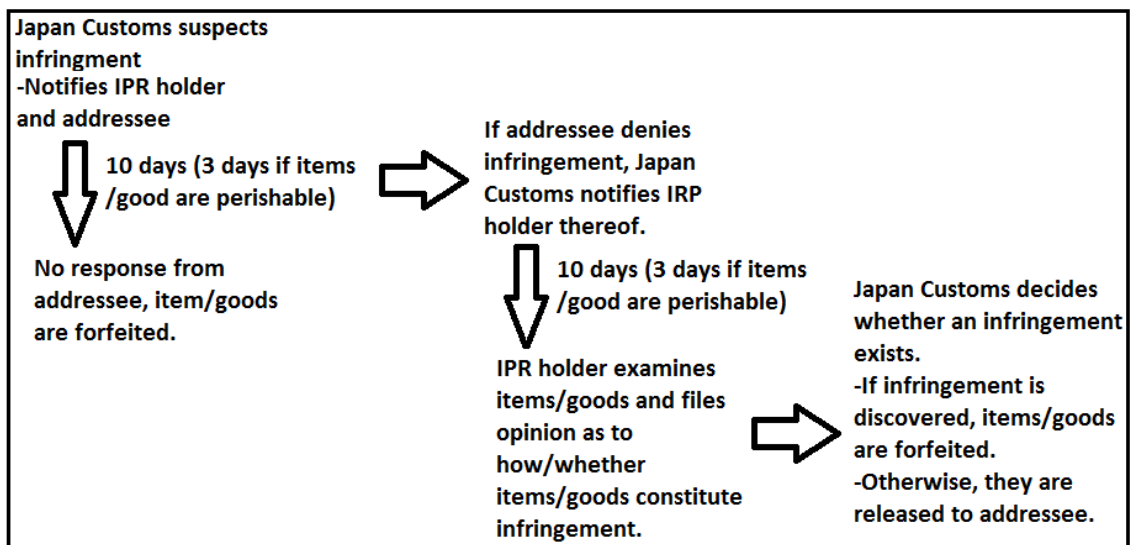 Japan Customs suspects
infringment
-Notifies IPR holder
and addressee
10 days (3 days if items
/good are perishable)
No response from
addressee, item/goods
are forfeited.
If addressee denies
infringement, Japan
Customs notifies IRP
holder thereof.
10 days (3 days if items
/good are perishable)
IPR holder examines
items/goods and files
opinion as to
how/whether
items/goods constitute
infringement.
Japan Customs decides
whether an infringement
exists.
-If infringement is
discovered, items/goods
are forfeited.
-Otherwise, they are
released to addressee.